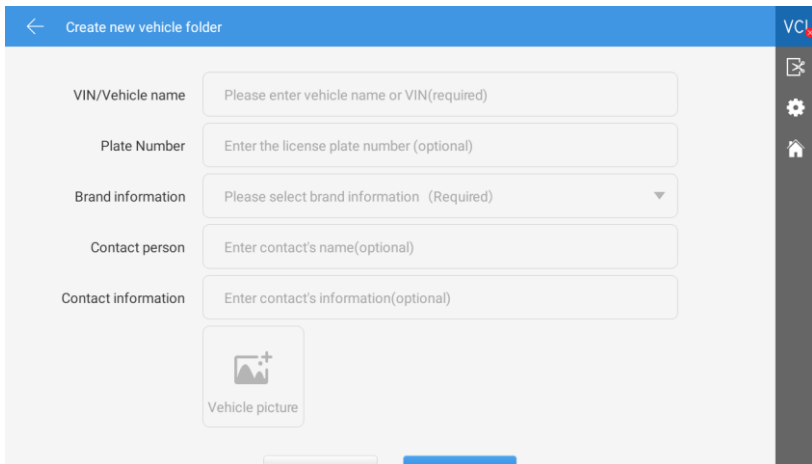 Create new vehicle folder
VCI
VIN/Vehicle name
Please enter vehicle name or VIN(required)
Plate Number
Enter the license plate number (optional)
Brand information
Please select brand information（Required）
Contact person
Enter contact's name(optional)
Contact information
Enter contact's information(optional)
Vehicle picture